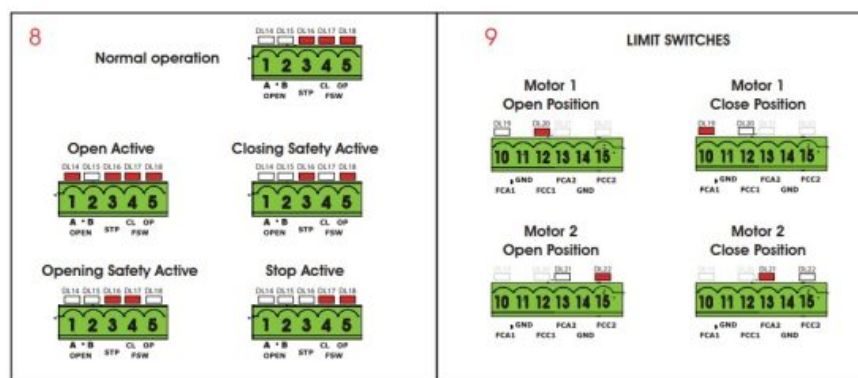 8
Normal operation
DL14 DL15 DL16 DL17 DL18
1 2 3 4 5
A • B CL OP
OPEN STP FSW
Open Active
DL14 DL15 DL16 DL17 DL18
1 2 3 4 5
A • B CL OP
OPEN STP FSW
Closing Safety Active
DL14 DL15 DL16 DL17 DL18
1 2 3 4 5
A • B CL OP
OPEN STP FSW
Opening Safety Active
DL14 DL15 DL16 DL17 DL18
1 2 3 4 5
A • B CL OP
OPEN STP FSW
Stop Active
DL14 DL15 DL16 DL17 DL18
1 2 3 4 5
A • B CL OP
OPEN STP FSW
9
LIMIT SWITCHES
Motor 1
Open Position
DL19 DL20 DL21 DL22
10 11 12 13 14 15
GND FCA2 FCC2
FCA1 FCC1 GND
Motor 1
Close Position
DL19 DL20 DL21 DL22
10 11 12 13 14 15
GND FCA2 FCC2
FCA1 FCC1 GND
Motor 2
Open Position
DL20 DL21 DL22
10 11 12 13 14 15
GND FCA2 FCC2
FCA1 FCC1 GND
Motor 2
Close Position
DL20 DL21 DL22
10 11 12 13 14 15
GND FCA2 FCC2
FCA1 FCC1 GND